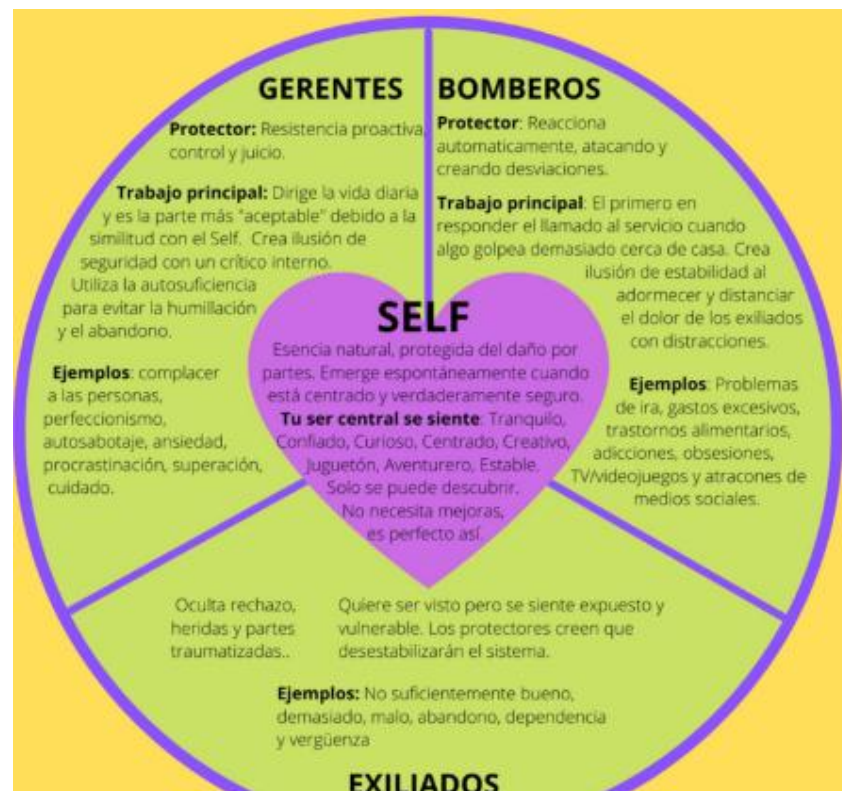 GERENTES
Protector: Resistencia proactiva,
control y juicio.
Trabajo principal: Dirige la vida diaria
y es la parte más "aceptable" debido a la
similitud con el Self. Crea ilusión de
seguridad con un crítico interno.
Utiliza la autosuficiencia
para evitar la humillación
y el abandono.
Ejemplos: complacer
a las personas,
perfeccionismo,
autosabotaje, ansiedad,
procrastinación, superación,
cuidado.
BOMBEROS
Protector: Reacciona
automaticamente, atacando y
creando desviaciones.
Trabajo principal: El primero en
responder el llamado al servicio cuando
algo golpea demasiado cerca de casa. Crea
ilusión de estabilidad al
adormecer y distanciar
el dolor de los exiliados
con distracciones.
Ejemplos: Problemas
de ira, gastos excesivos,
trastornos alimentarios,
adicciones, obsesiones,
TV/videojuegos y atracones de
medios sociales.
SELF
Esencia natural, protegida del daño por
partes. Emerge espontáneamente cuando
está centrado y verdaderamente seguro.
Tu ser central se siente: Tranquilo,
Confiado, Curioso, Centrado, Creativo,
Juguetón, Aventurero, Estable.
Solo se puede descubrir.
No necesita mejoras,
es perfecto así.
Oculta rechazo,
heridas y partes
traumatizadas..
Quiere ser visto pero se siente expuesto y
vulnerable. Los protectores creen que
desestabilizarán el sistema.
Ejemplos: No suficientemente bueno,
demasiado, malo, abandono, dependencia
y vergüenza
EXILIADOS